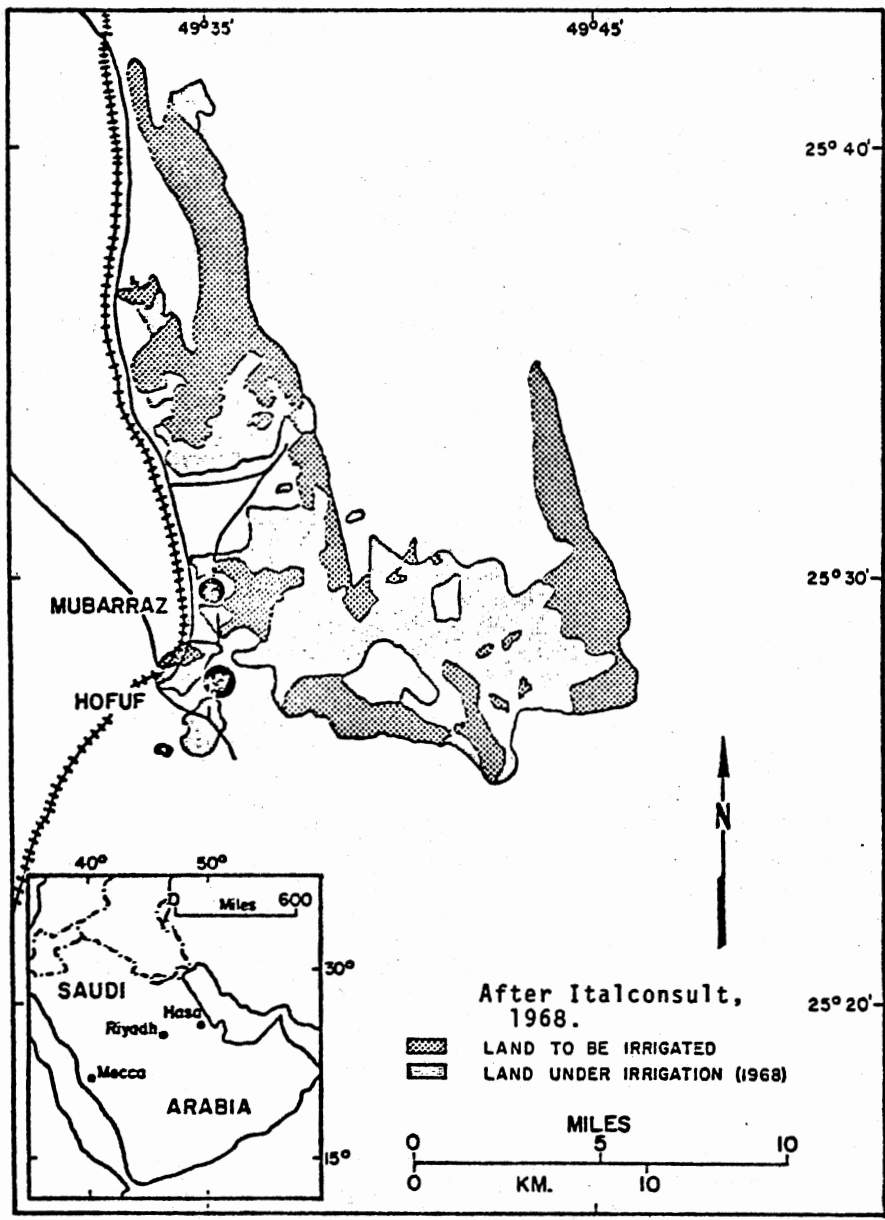 49° 35'
49° 45'
25° 40'
25° 30'
MUBARRAZ
HOFUF
N
40°
50°
0 Miles 600
30°
SAUDI
Hasa
Riyadh
Mecca
ARABIA
15°
After Italconsult,
1968.
25° 20'
LAND TO BE IRRIGATED
LAND UNDER IRRIGATION (1968)
MILES
0 5 10
0 KM. 10